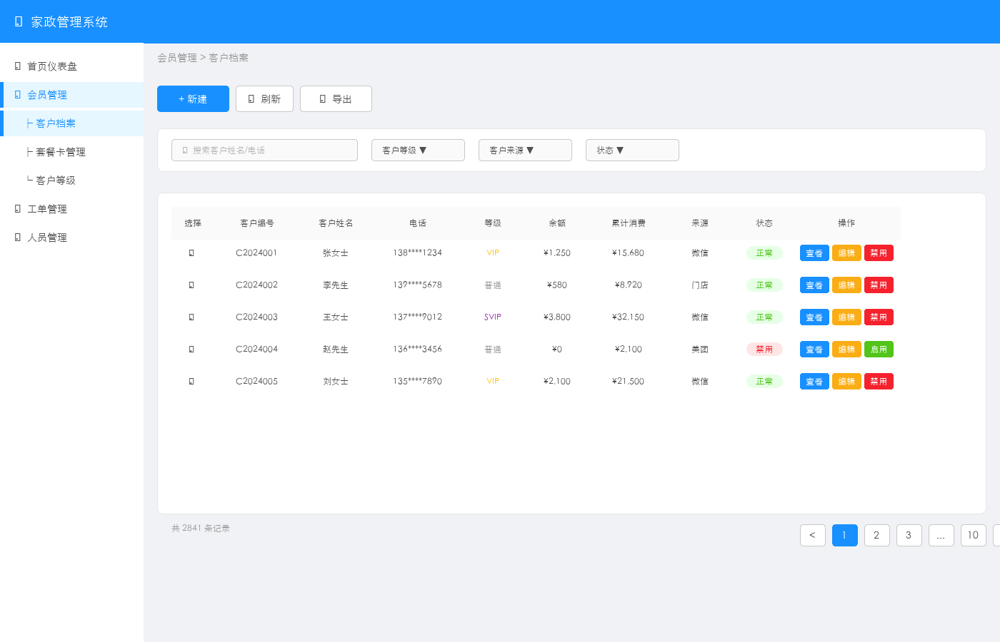 家政管理系统
首页仪表盘
会员管理
├ 客户档案
├ 套餐卡管理
└ 客户等级
工单管理
人员管理
会员管理 > 客户档案
+ 新建 刷新 导出
搜索客户姓名/电话 客户等级 ▼ 客户来源 ▼ 状态 ▼
选择 客户编号 客户姓名 电话 等级 余额 累计消费 来源 状态 操作
C2024001 张女士 138****1234 VIP ¥1,250 ¥15,680 微信 正常 查看 编辑 禁用
C2024002 李先生 139****5678 普通 ¥580 ¥8,920 门店 正常 查看 编辑 禁用
C2024003 王女士 137****9012 SVIP ¥3,800 ¥32,150 微信 正常 查看 编辑 禁用
C2024004 赵先生 136****3456 普通 ¥0 ¥2,100 美团 禁用 查看 编辑 启用
C2024005 刘女士 135****7890 VIP ¥2,100 ¥21,500 微信 正常 查看 编辑 禁用
共 2841 条记录
< 1 2 3 ... 10